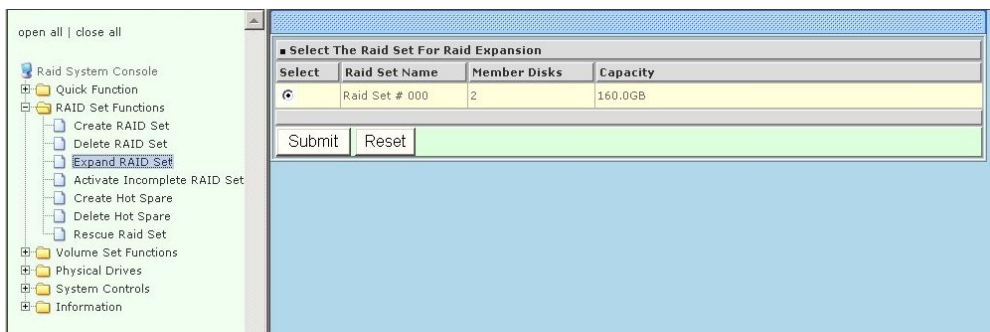 open all | close all
Raid System Console
Quick Function
RAID Set Functions
Create RAID Set
Delete RAID Set
Expand RAID Set
Activate Incomplete RAID Set
Create Hot Spare
Delete Hot Spare
Rescue Raid Set
Volume Set Functions
Physical Drives
System Controls
Information
Select The Raid Set For Raid Expansion
Select Raid Set Name Member Disks Capacity
Raid Set # 000 2 160.0GB
Submit Reset